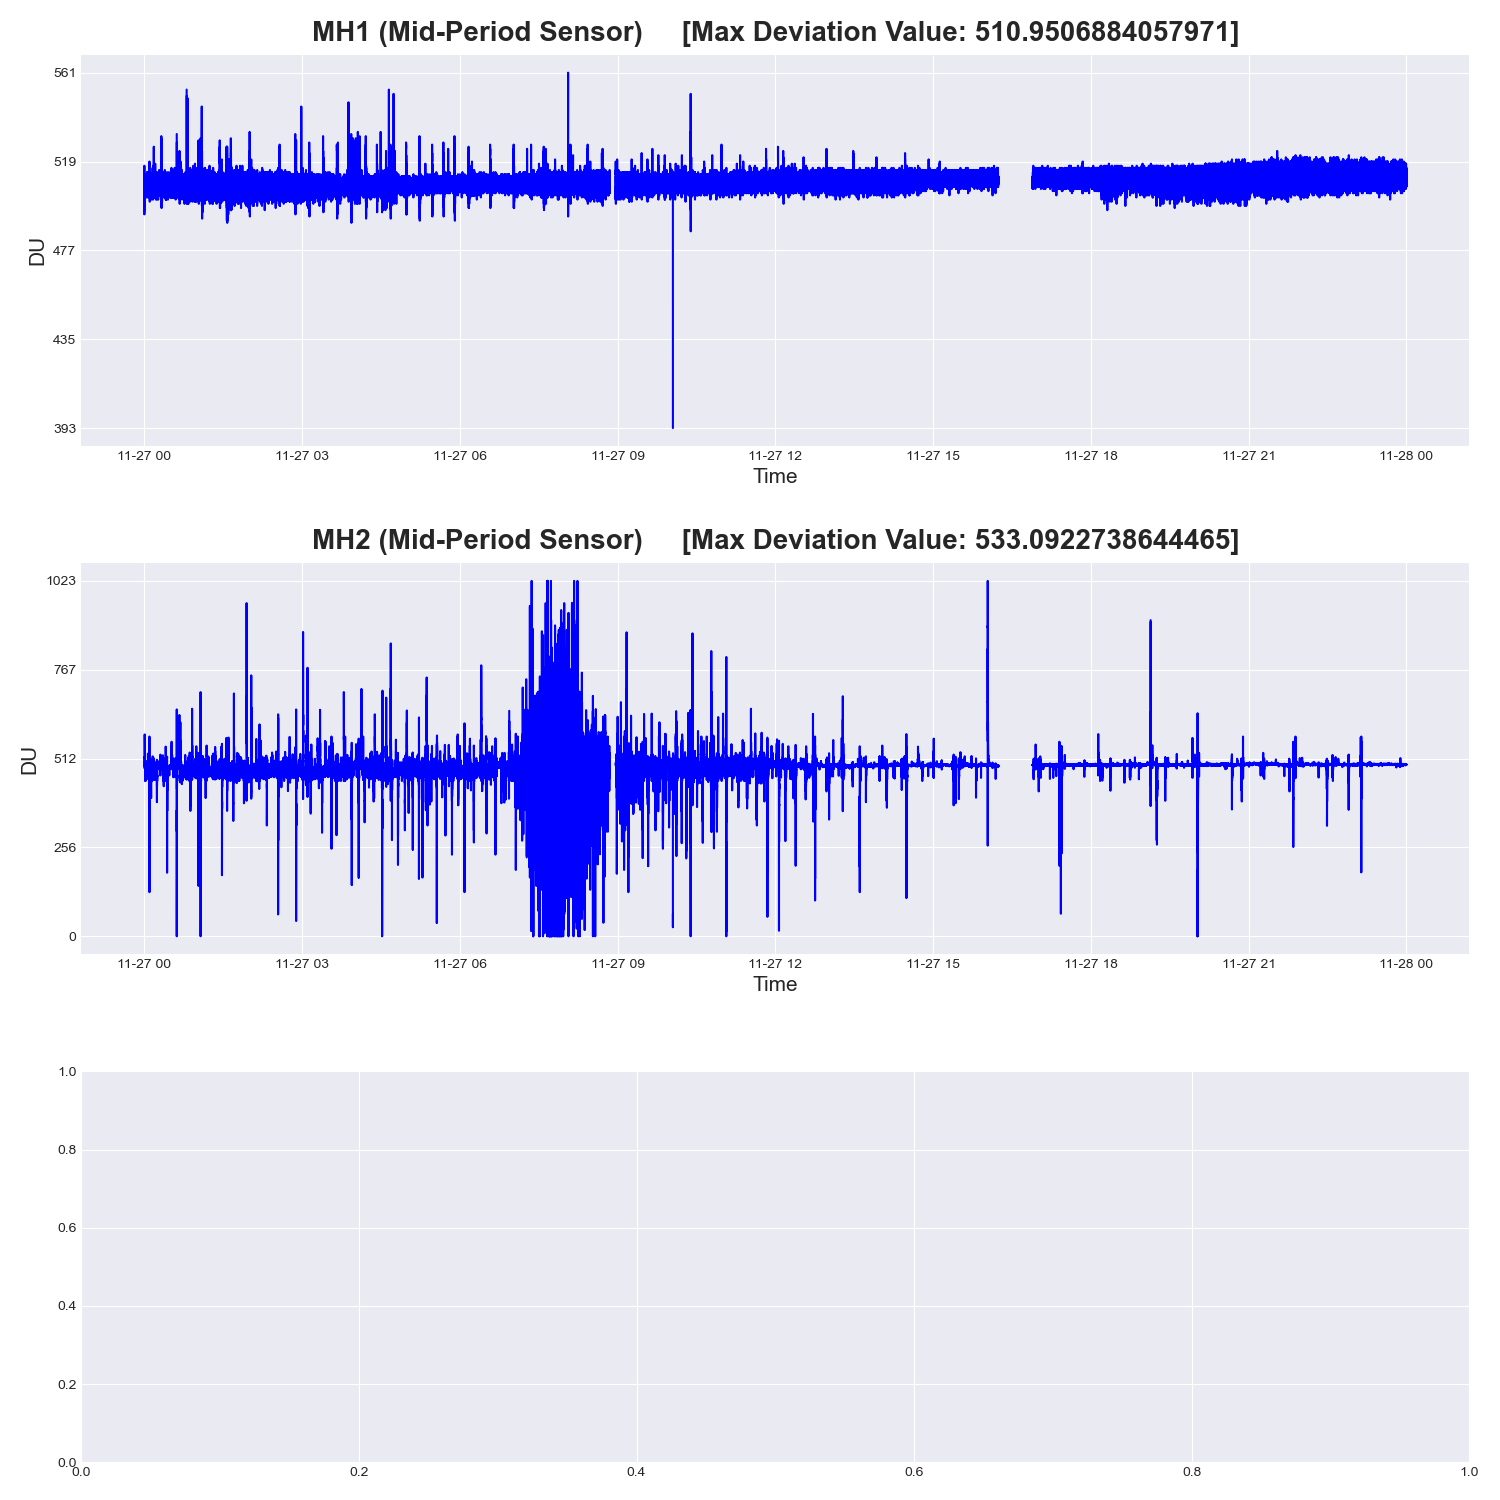 MH1 (Mid-Period Sensor) [Max Deviation Value: 510.9506884057971]
561
519
477
435
393
DU
11-27 00 11-27 03 11-27 06 11-27 09 11-27 12 11-27 15 11-27 18 11-27 21 11-28 00
Time
MH2 (Mid-Period Sensor) [Max Deviation Value: 533.0922738644465]
1023
767
512
256
0
DU
11-27 00 11-27 03 11-27 06 11-27 09 11-27 12 11-27 15 11-27 18 11-27 21 11-28 00
Time
1.0
0.8
0.6
0.4
0.2
0.0
0.0 0.2 0.4 0.6 0.8 1.0